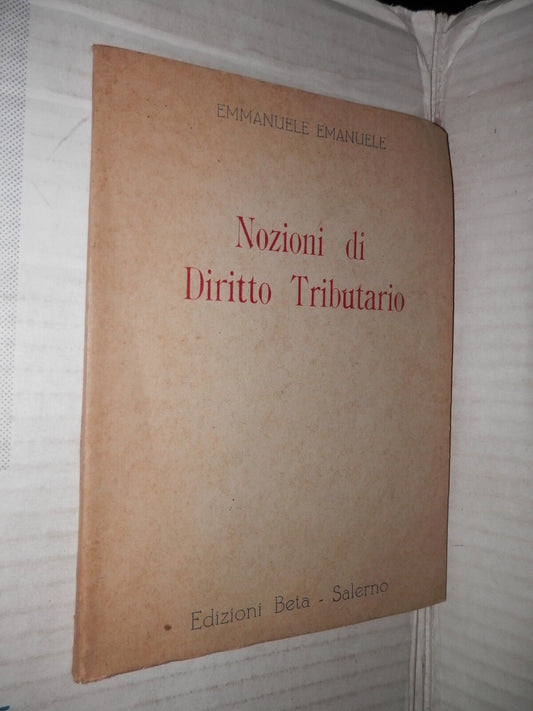 EMMANUELE EMANUELE
Nozioni di
Diritto Tributario
Edizioni Beta - Salerno